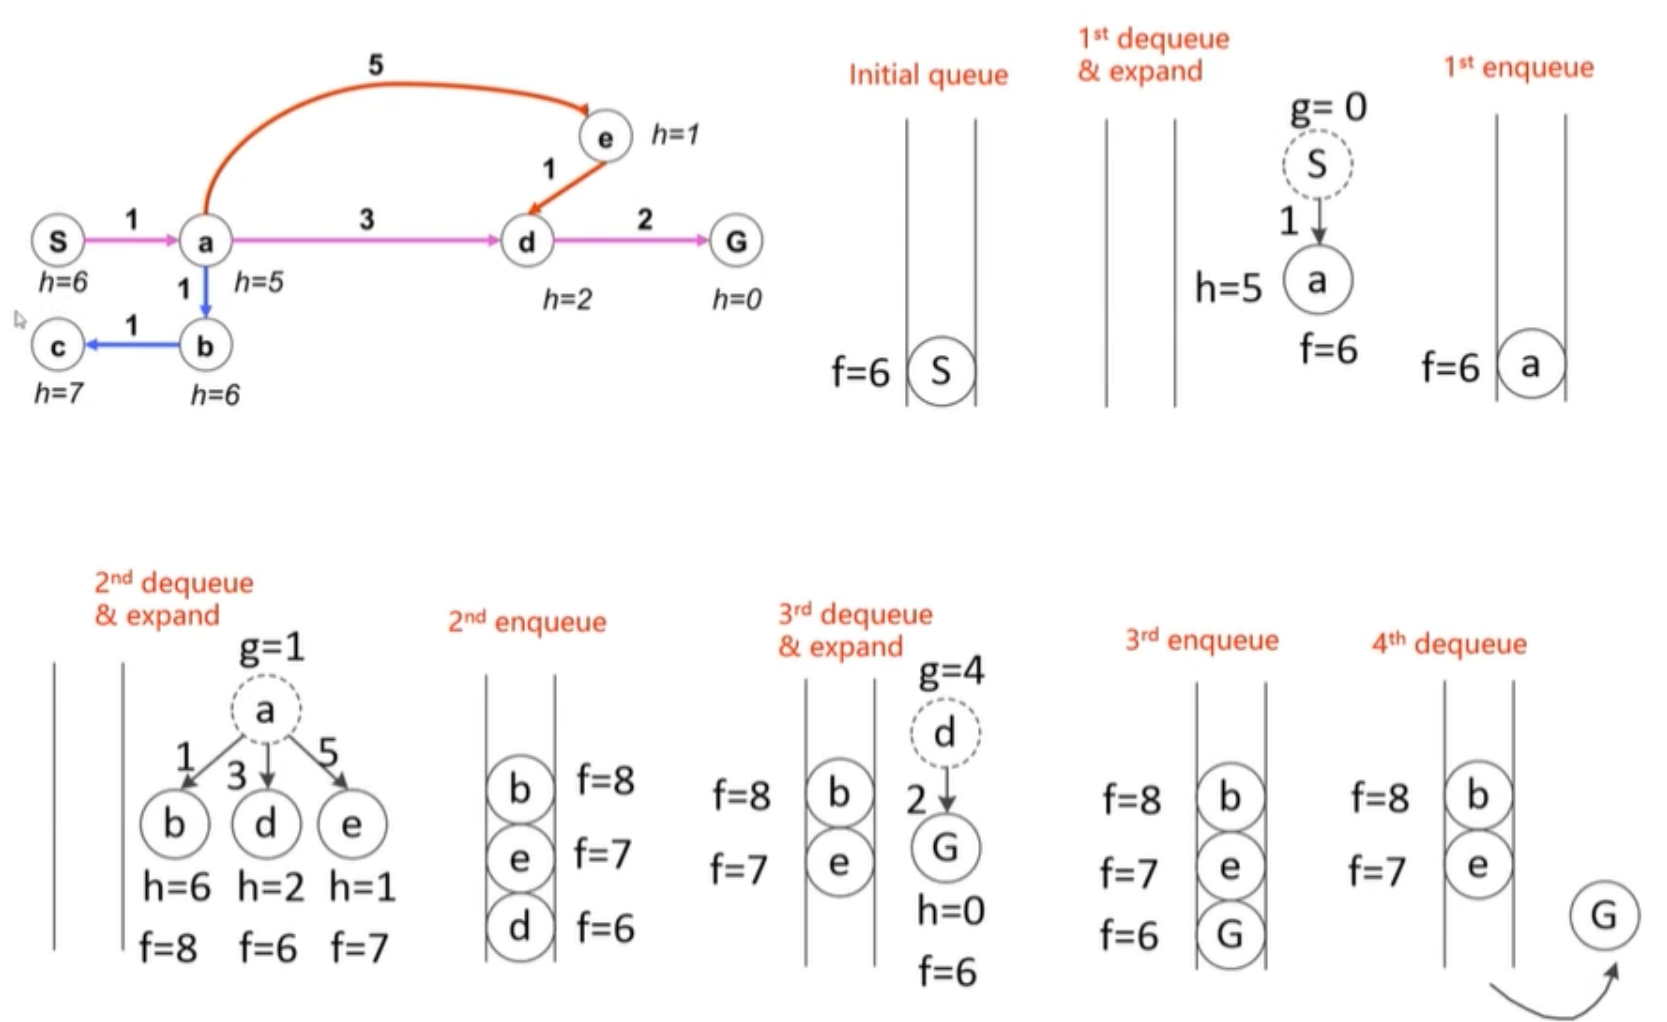 5
e
h=1
1
S
1
a
3
d
2
G
h=6
1
h=5
h=2
h=0
c
1
b
h=7
h=6
Initial queue
f=6
S
1st dequeue
& expand
g= 0
S
1
h=5
a
f=6
1st enqueue
f=6
a
2nd dequeue
& expand
g=1
a
1
3
5
b
d
e
h=6
h=2
h=1
f=8
f=6
f=7
2nd enqueue
b
f=8
e
f=7
d
f=6
3rd dequeue
& expand
g=4
d
f=8
b
2
f=7
e
G
h=0
f=6
3rd enqueue
f=8
b
f=7
e
f=6
G
4th dequeue
f=8
b
f=7
e
G